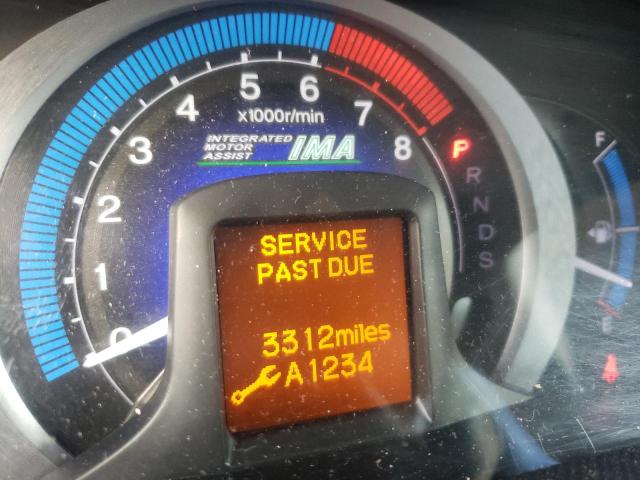 5 6
4 x1000r/min 7
3 INTEGRATED MOTOR ASSIST IMA 8
2
1
0
P
R
N
D
S
F
E
SERVICE
PAST DUE
3312miles
A1234